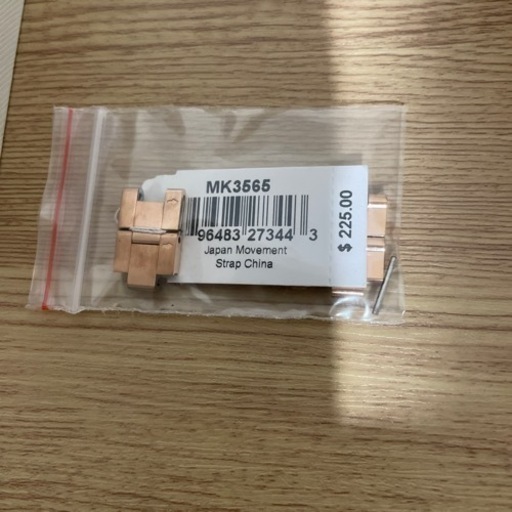 MK3565
96483 27344 3
Japan Movement
Strap China
$ 225.00